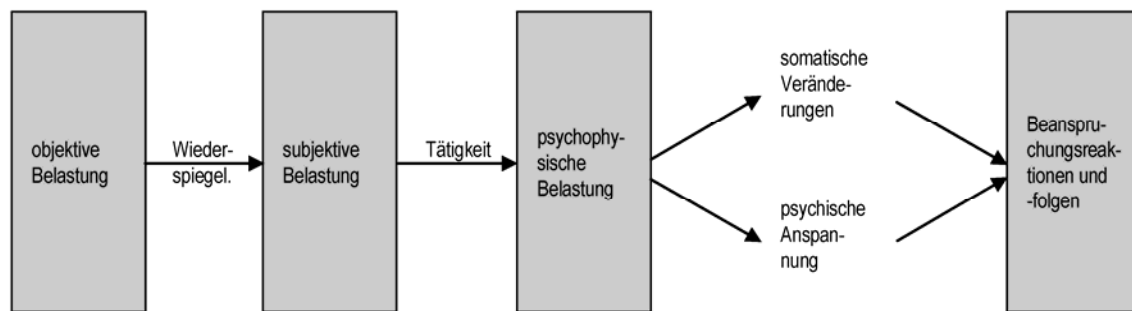 objektive
Belastung
Wieder-
spiegel.
subjektive
Belastung
Tätigkeit
psychophy-
sische
Belastung
somatische
Verände-
rungen
psychische
Anspan-
nung
Beanspru-
chungsreak-
tionen und
-folgen